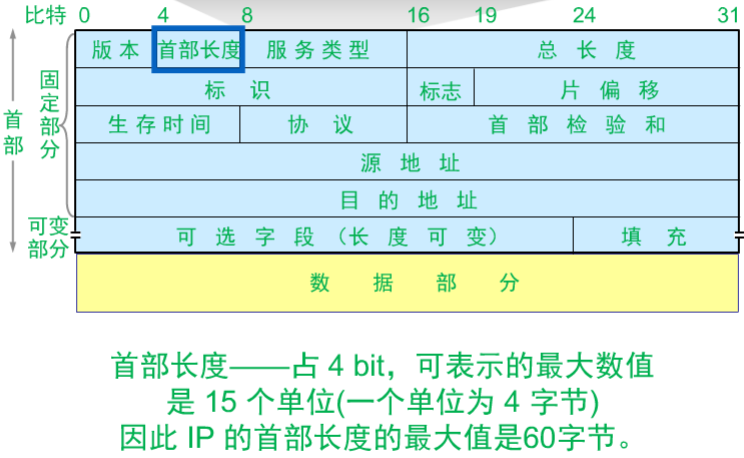 比特 0 4 8 16 19 24 31
版 本 首部长度 服 务 类 型 总 长 度
标 识 标志 片 偏 移
生 存 时 间 协 议 首 部 检 验 和
源 地 址
目 的 地 址
可 选 字 段 （长 度 可 变） 填 充
数 据 部 分
首部
固定部分
可变
部分
首部长度——占 4 bit，可表示的最大数值
是 15 个单位(一个单位为 4 字节)
因此 IP 的首部长度的最大值是60字节。